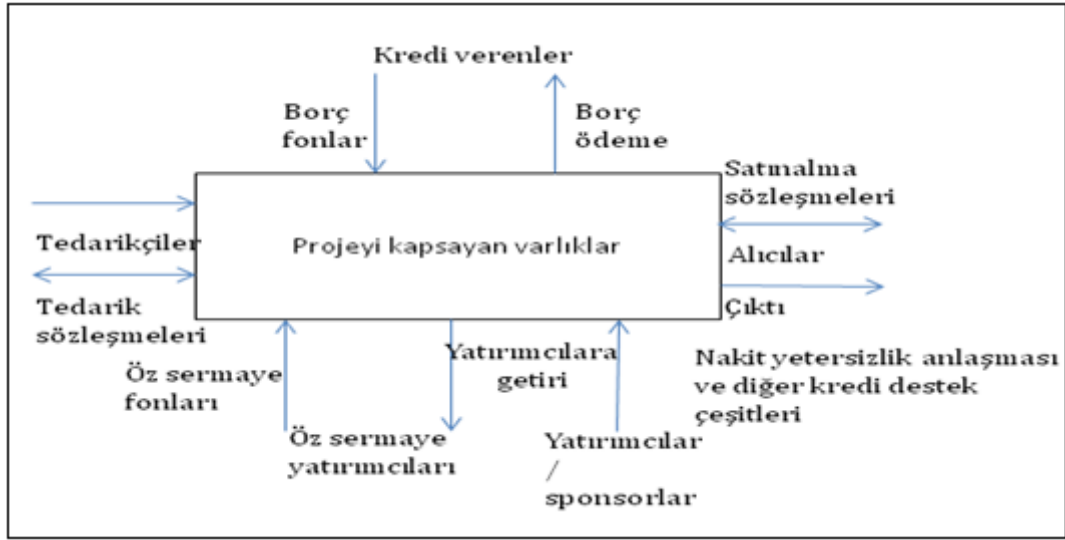 Kredi verenler
Borç
fonlar
Borç
ödeme
Satınalma
sözleşmeleri
Tedarikçiler
Projeyi kapsayan varlıklar
Alıcılar
Tedarik
sözleşmeleri
Çıktı
Öz sermaye
fonları
Yatırımcılara
getiri
Nakit yetersizlik anlaşması
ve diğer kredi destek
çeşitleri
Öz sermaye
yatırımcıları
Yatırımcılar
/
sponsorlar